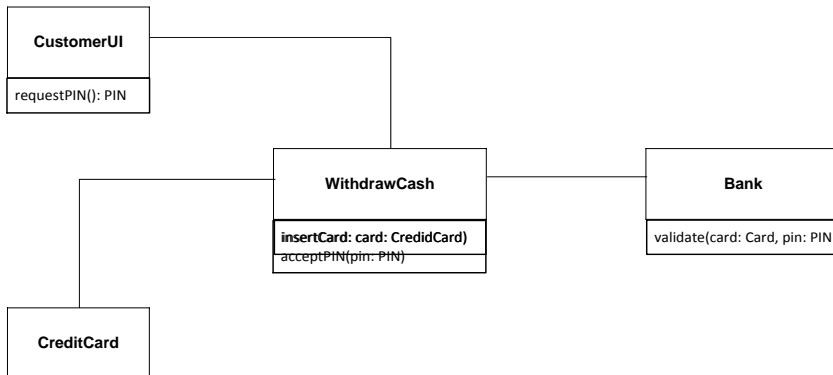 CustomerUI
requestPIN(): PIN
WithdrawCash
insertCard: card: CredidCard)
acceptPIN(pin: PIN)
Bank
validate(card: Card, pin: PIN
CreditCard